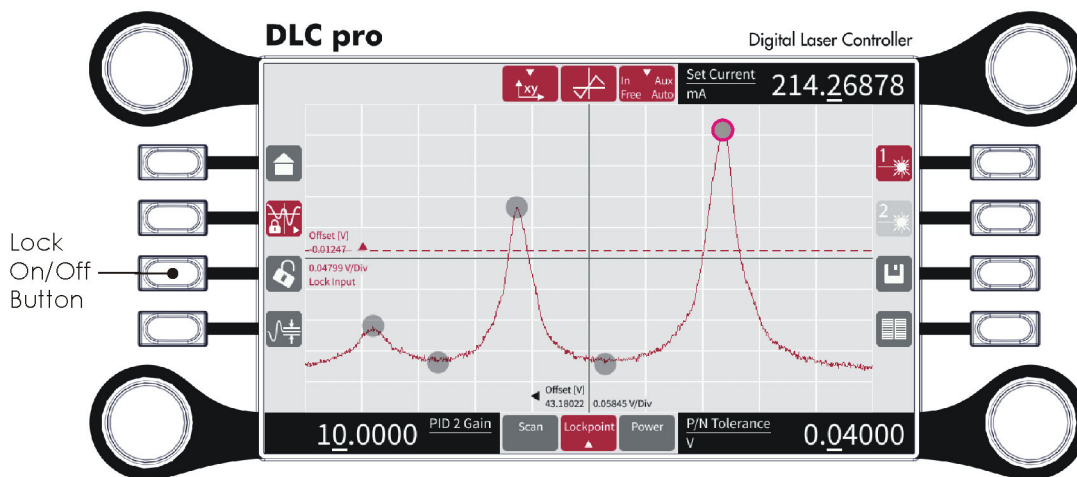 DLC pro
Digital Laser Controller
xy
In Aux
Free Auto
Set Current
mA
214.26878
1
2
Lock
On/Off
Button
Offset [V]
-0.01247
0.04799 V/Div
Lock Input
Offset [V]
43.18022 0.05845 V/Div
10.0000
PID 2 Gain
Scan
Lockpoint
Power
P/N Tolerance
V
0.04000